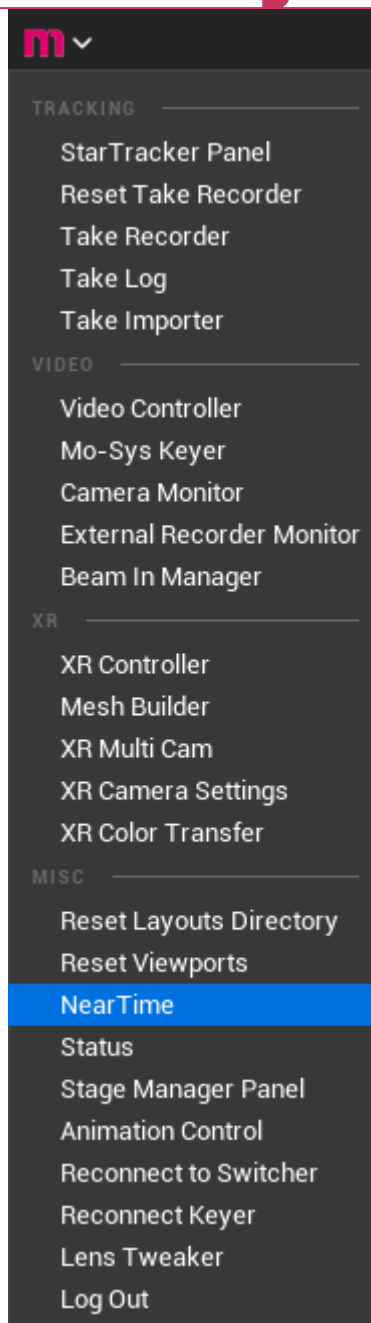 m
TRACKING
StarTracker Panel
Reset Take Recorder
Take Recorder
Take Log
Take Importer
VIDEO
Video Controller
Mo-Sys Keyer
Camera Monitor
External Recorder Monitor
Beam In Manager
XR
XR Controller
Mesh Builder
XR Multi Cam
XR Camera Settings
XR Color Transfer
MISC
Reset Layouts Directory
Reset Viewports
NearTime
Status
Stage Manager Panel
Animation Control
Reconnect to Switcher
Reconnect Keyer
Lens Tweaker
Log Out